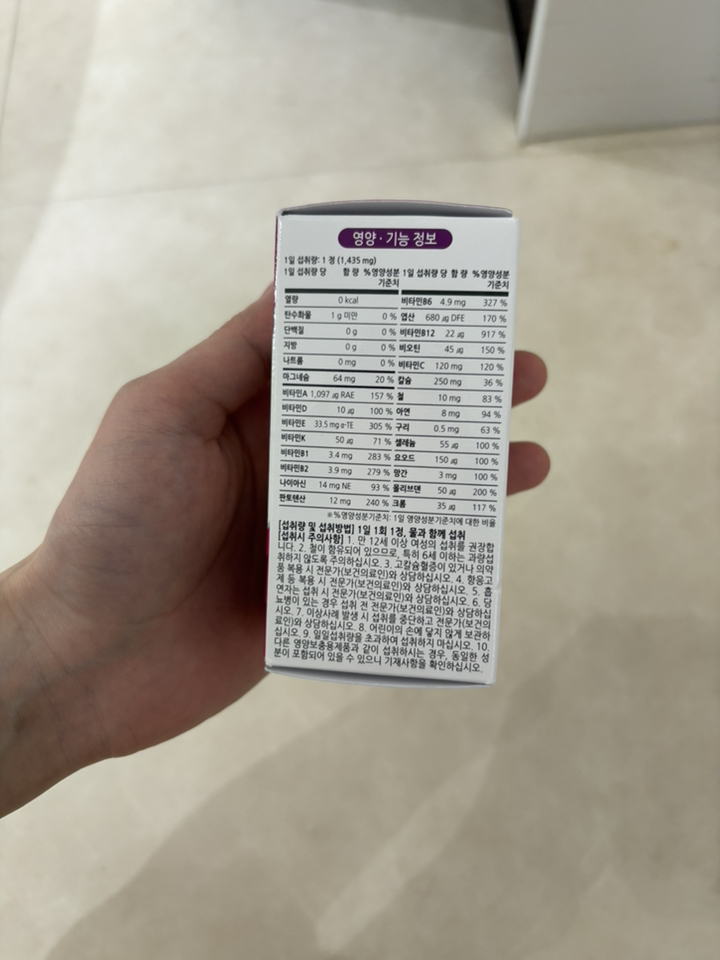 영양·기능 정보
1일 섭취량: 1 정 (1,435 mg)
1일 섭취량 당 함 량 %영양성분 기준치
열량 0 kcal
탄수화물 1 g 미만 0 %
단백질 0 g 0 %
지방 0 g 0 %
나트륨 0 mg 0 %
마그네슘 64 mg 20 %
비타민A 1,097 ㎍ RAE 157 %
비타민D 10 ㎍ 100 %
비타민E 33.5 mg α-TE 305 %
비타민K 50 ㎍ 71 %
비타민B1 3.4 mg 283 %
비타민B2 3.9 mg 279 %
나이아신 14 mg NE 93 %
판토텐산 12 mg 240 %
1일 섭취량 당 함 량 %영양성분 기준치
비타민B6 4.9 mg 327 %
엽산 680 ㎍ DFE 170 %
비타민B12 22 ㎍ 917 %
비오틴 45 ㎍ 150 %
비타민C 120 mg 120 %
칼슘 250 mg 36 %
철 10 mg 83 %
아연 8 mg 94 %
구리 0.5 mg 63 %
셀레늄 55 ㎍ 100 %
요오드 150 ㎍ 100 %
망간 3 mg 100 %
몰리브덴 50 ㎍ 200 %
크롬 35 ㎍ 117 %
※%영양성분기준치: 1일 영양성분기준치에 대한 비율
[섭취량 및 섭취방법] 1일 1회 1정, 물과 함께 섭취
[섭취시 주의사항] 1. 만 12세 이상 여성의 섭취를 권장합
니다. 2. 철이 함유되어 있으므로, 특히 6세 이하는 과량섭
취하지 않도록 주의하십시오. 3. 고칼슘혈증이 있거나 의약
품 복용 시 전문가(보건의료인)와 상담하십시오. 4. 항응고
제 등 복용 시 전문가(보건의료인)와 상담하십시오. 5. 흡
연자는 섭취 시 전문가(보건의료인)와 상담하십시오. 6. 당
뇨병이 있는 경우 섭취 전 전문가(보건의료인)와 상담하십
시오. 7. 이상사례 발생 시 섭취를 중단하고 전문가(보건의
료인)와 상담하십시오. 8. 어린이의 손에 닿지 않게 보관하
십시오. 9. 일일섭취량을 초과하여 섭취하지 마십시오. 10.
다른 영양보충용제품과 같이 섭취하시는 경우, 동일한 성
분이 포함되어 있을 수 있으니 기재사항을 확인하십시오.